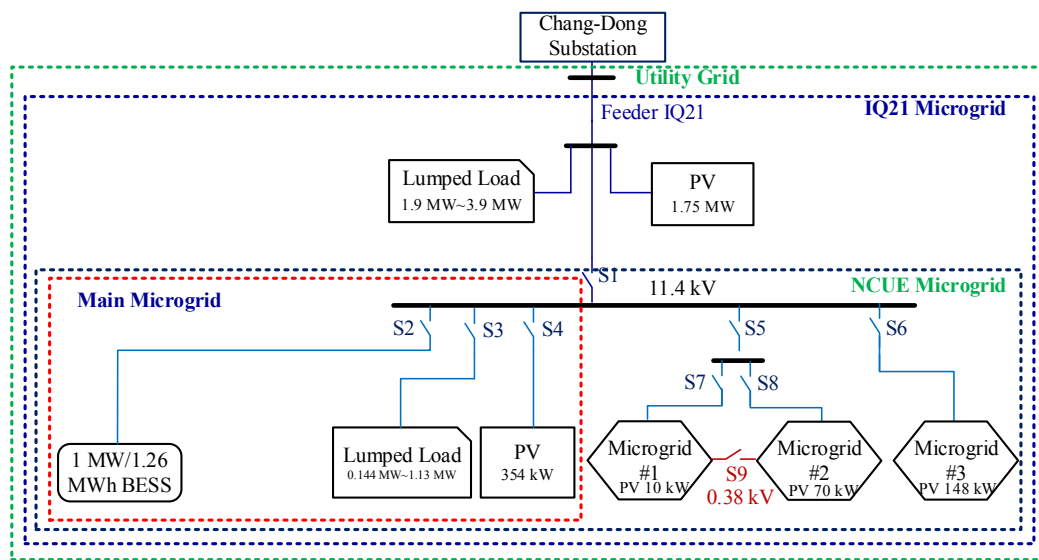 Chang-Dong
Substation
Utility Grid
IQ21 Microgrid
Feeder IQ21
Lumped Load
1.9 MW~3.9 MW
PV
1.75 MW
S1
11.4 kV
NCUE Microgrid
Main Microgrid
S2
S3
S4
S5
S6
S7
S8
1 MW/1.26
MWh BESS
Lumped Load
0.144 MW~1.13 MW
PV
354 kW
Microgrid
#1
PV 10 kW
S9
0.38 kV
Microgrid
#2
PV 70 kW
Microgrid
#3
PV 148 kW